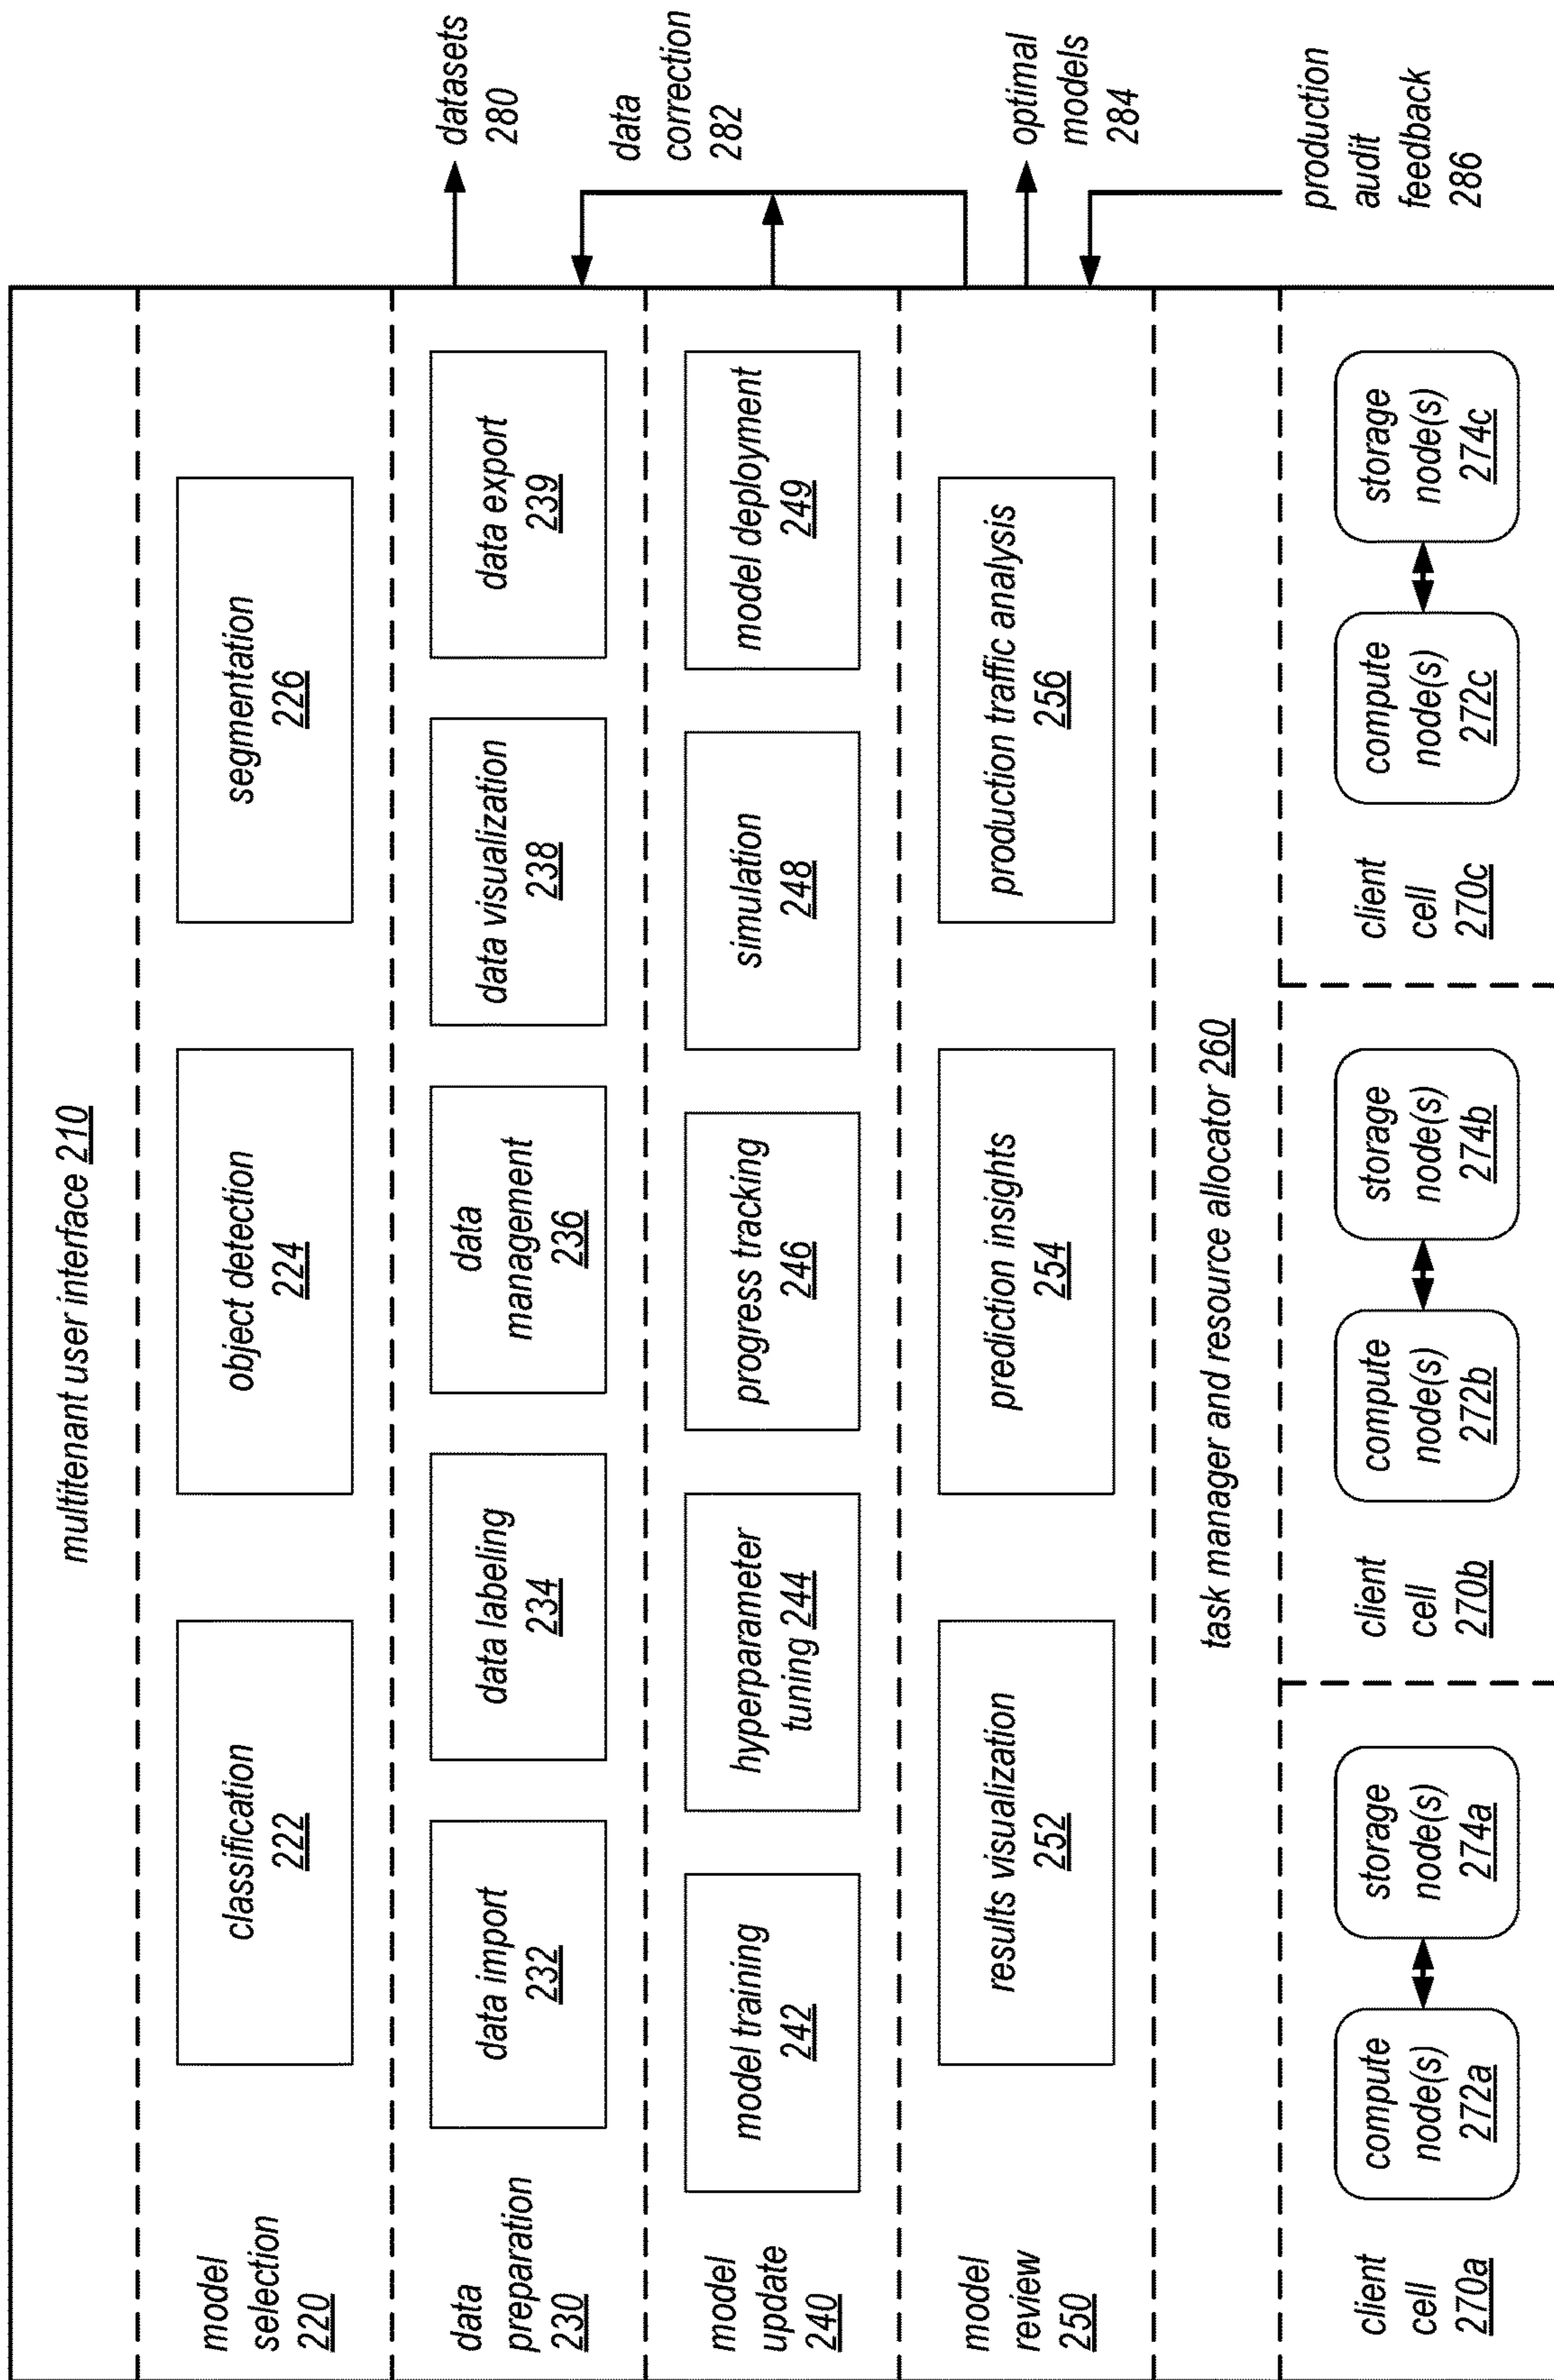 multitenant user interface 210
model
selection
220
classification
222
object detection
224
segmentation
226
data
preparation
230
data import
232
data labeling
234
data
management
236
data visualization
238
data export
239
datasets
280
data
correction
282
model
update
240
model training
242
hyperparameter
tuning 244
progress tracking
246
simulation
248
model deployment
249
model
review
250
results visualization
252
prediction insights
254
production traffic analysis
256
optimal
models
284
task manager and resource allocator 260
production
audit
feedback
286
client
cell
270a
compute
node(s)
272a
storage
node(s)
274a
client
cell
270b
compute
node(s)
272b
storage
node(s)
274b
client
cell
270c
compute
node(s)
272c
storage
node(s)
274c